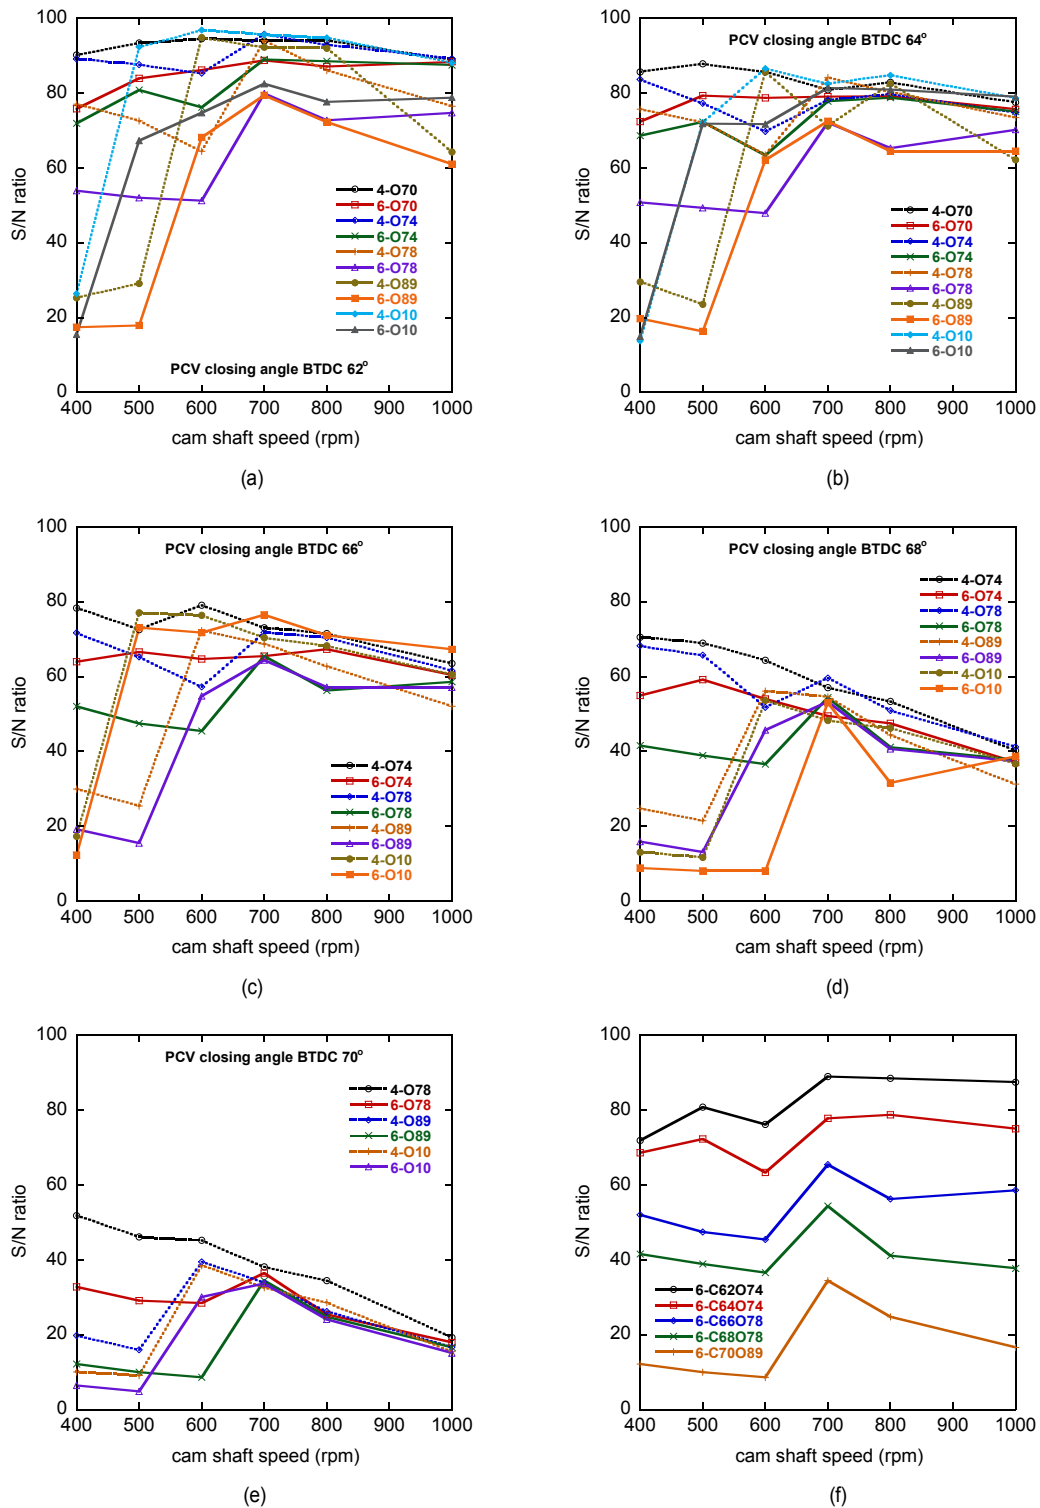 100
80
60
40
20
0
S/N ratio
4-O70
6-O70
4-O74
6-O74
4-O78
6-O78
4-O89
6-O89
4-O10
6-O10
PCV closing angle BTDC 62°
400 500 600 700 800 900 1000
cam shaft speed (rpm)
(a)
100
80
60
40
20
0
S/N ratio
PCV closing angle BTDC 64°
4-O70
6-O70
4-O74
6-O74
4-O78
6-O78
4-O89
6-O89
4-O10
6-O10
400 500 600 700 800 900 1000
cam shaft speed (rpm)
(b)
100
80
60
40
20
0
S/N ratio
PCV closing angle BTDC 66°
4-O74
6-O74
4-O78
6-O78
4-O89
6-O89
4-O10
6-O10
400 500 600 700 800 900 1000
cam shaft speed (rpm)
(c)
100
80
60
40
20
0
S/N ratio
PCV closing angle BTDC 68°
4-O74
6-O74
4-O78
6-O78
4-O89
6-O89
4-O10
6-O10
400 500 600 700 800 900 1000
cam shaft speed (rpm)
(d)
100
80
60
40
20
0
S/N ratio
PCV closing angle BTDC 70°
4-O78
6-O78
4-O89
6-O89
4-O10
6-O10
400 500 600 700 800 900 1000
cam shaft speed (rpm)
(e)
100
80
60
40
20
0
S/N ratio
6-C62O74
6-C64O74
6-C66O78
6-C68O78
6-C70O89
400 500 600 700 800 900 1000
cam shaft speed (rpm)
(f)